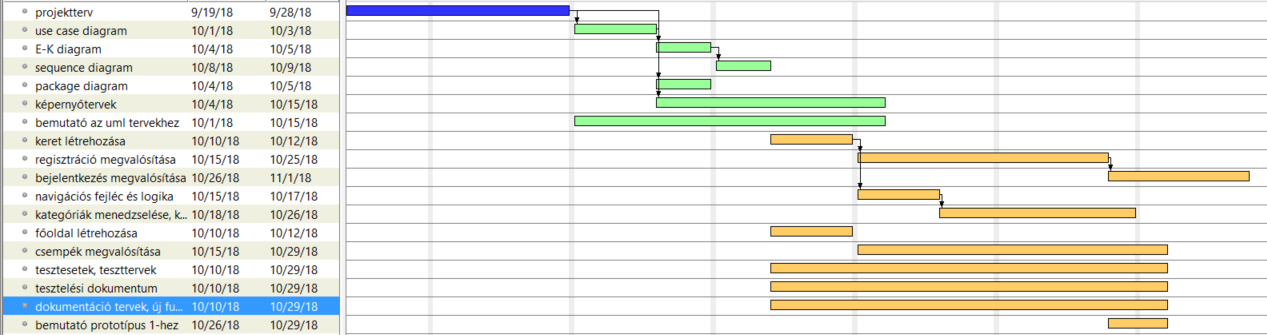 projektterv 9/19/18 9/28/18
use case diagram 10/1/18 10/3/18
E-K diagram 10/4/18 10/5/18
sequence diagram 10/8/18 10/9/18
package diagram 10/4/18 10/5/18
képernyőtervek 10/4/18 10/15/18
bemutató az uml tervekhez 10/1/18 10/15/18
keret létrehozása 10/10/18 10/12/18
regisztráció megvalósítása 10/15/18 10/25/18
bejelentkezés megvalósítása 10/26/18 11/1/18
navigációs fejléc és logika 10/15/18 10/17/18
kategóriák menedzselése, k... 10/18/18 10/26/18
főoldal létrehozása 10/10/18 10/12/18
csempék megvalósítása 10/15/18 10/29/18
tesztesetek, teszttervek 10/10/18 10/29/18
tesztelési dokumentum 10/10/18 10/29/18
dokumentáció tervek, új fu... 10/10/18 10/29/18
bemutató prototípus 1-hez 10/26/18 10/29/18